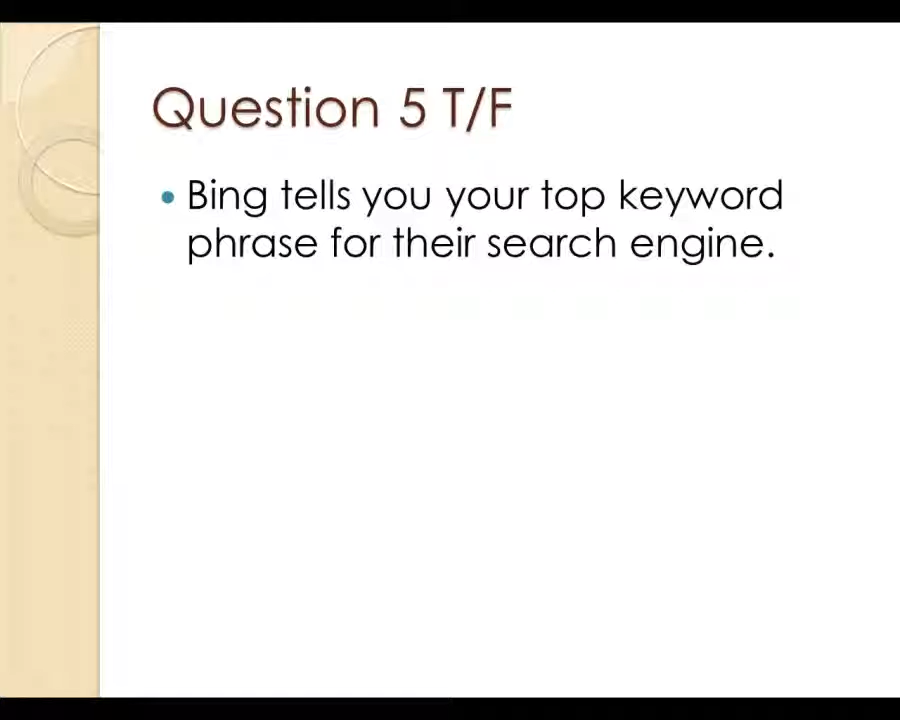 Question 5 T/F
Bing tells you your top keyword
phrase for their search engine.